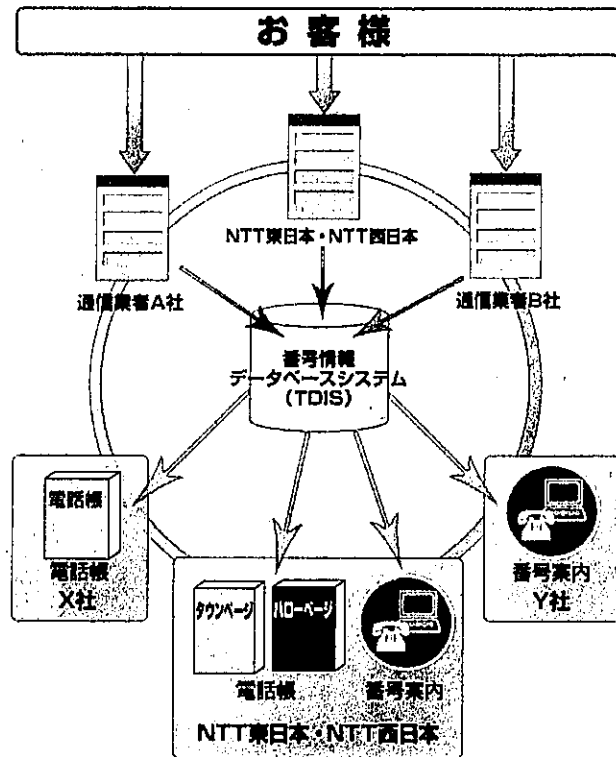 お客様
NTT東日本・NTT西日本
通信業者A社
通信業者B社
番号情報
データベースシステム
(TDIS)
電話帳
電話帳
X社
番号案内
Y社
タウンページ
ハローページ
電話帳
番号案内
NTT東日本・NTT西日本